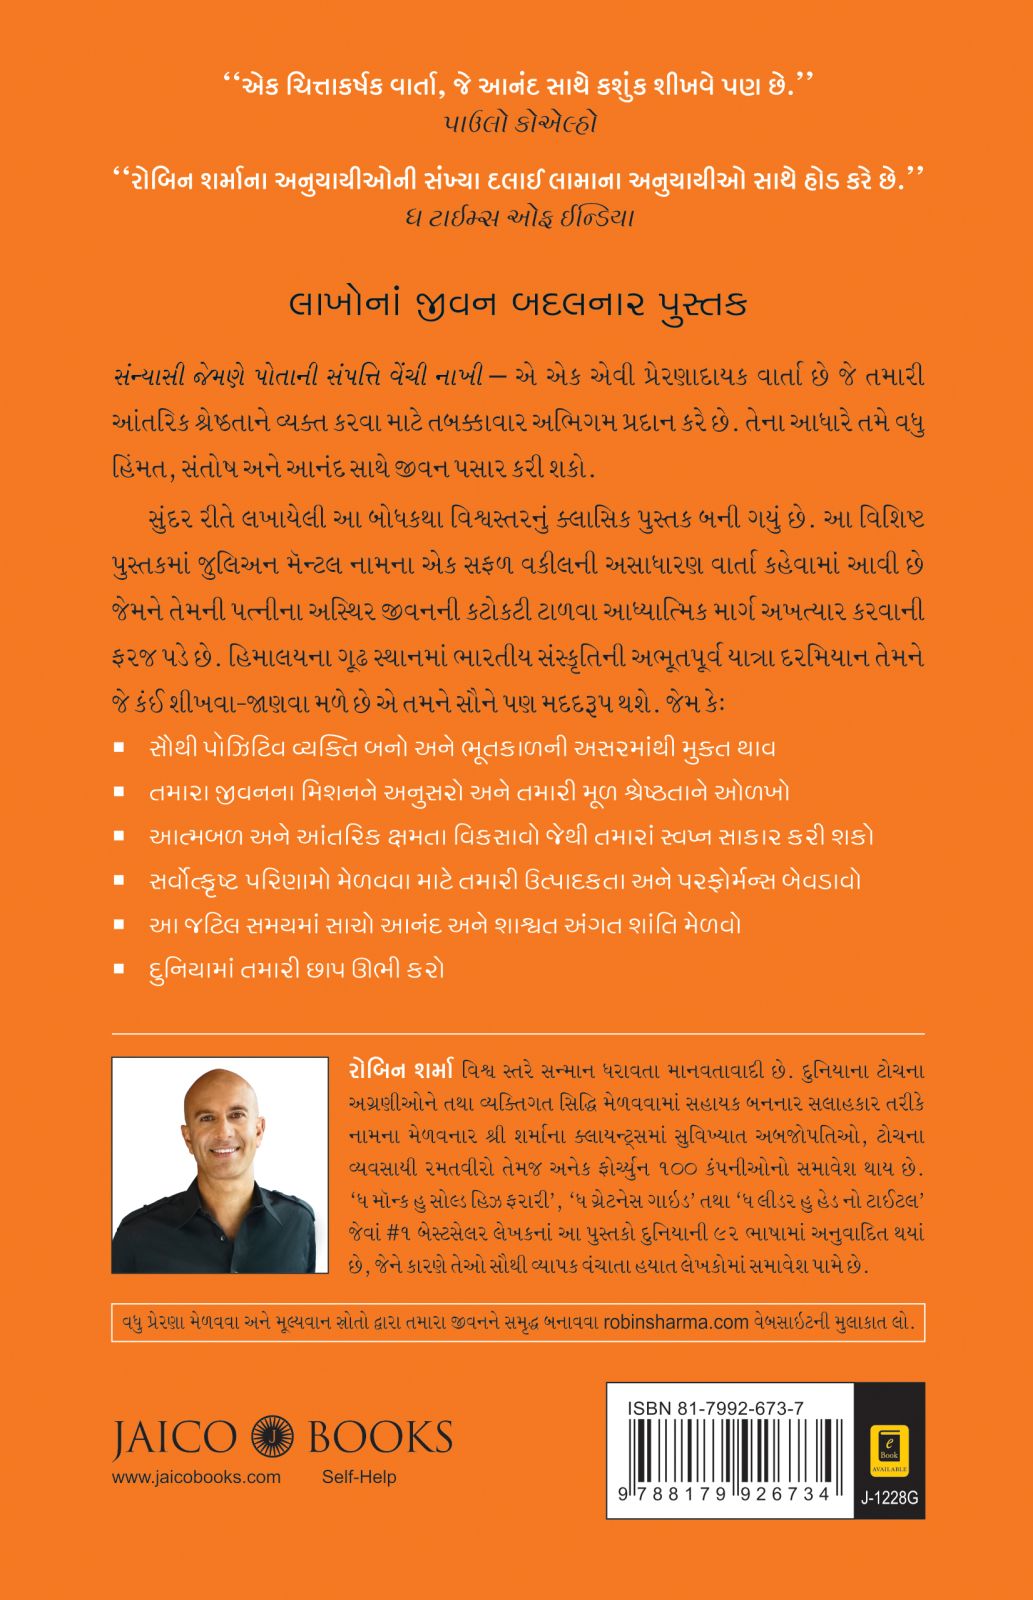 “એક ચિત્તાકર્ષક વાર્તા, જે આનંદ સાથે કશુંક શીખવે પણ છે.”
પાઉલો કોએલ્હો
“રોબિન શર્માના અનુયાયીઓની સંખ્યા દલાઈ લામાના અનુયાયીઓ સાથે હોડ કરે છે.”
ધ ટાઈમ્સ ઓફ ઈન્ડિયા
લાખોનાં જીવન બદલનાર પુસ્તક
સંન્યાસી જેમણે પોતાની સંપત્તિ વેંચી નાખી – એ એક એવી પ્રેરણાદાયક વાર્તા છે જે તમારી
આંતરિક શ્રેષ્ઠતાને વ્યક્ત કરવા માટે તબક્કાવાર અભિગમ પ્રદાન કરે છે. તેના આધારે તમે વધુ
હિંમત, સંતોષ અને આનંદ સાથે જીવન પસાર કરી શકો.
સુંદર રીતે લખાયેલી આ બોધકથા વિશ્વસ્તરનું ક્લાસિક પુસ્તક બની ગયું છે. આ વિશિષ્ટ
પુસ્તકમાં જુલિઅન મૅન્ટલ નામના એક સફળ વકીલની અસાધારણ વાર્તા કહેવામાં આવી છે
જેમને તેમની પત્નીના અસ્થિર જીવનની કટોકટી ટાળવા આધ્યાત્મિક માર્ગ અખત્યાર કરવાની
ફરજ પડે છે. હિમાલયના ગૂઢ સ્થાનમાં ભારતીય સંસ્કૃતિની અભૂતપૂર્વ યાત્રા દરમિયાન તેમને
જે કંઈ શીખવા-જાણવા મળે છે એ તમને સૌને પણ મદદરૂપ થશે. જેમ કે:
▪ સૌથી પોઝિટિવ વ્યક્તિ બનો અને ભૂતકાળની અસરમાંથી મુક્ત થાવ
▪ તમારા જીવનના મિશનને અનુસરો અને તમારી મૂળ શ્રેષ્ઠતાને ઓળખો
▪ આત્મબળ અને આંતરિક ક્ષમતા વિકસાવો જેથી તમારાં સ્વપ્ન સાકાર કરી શકો
▪ સર્વોત્કૃષ્ટ પરિણામો મેળવવા માટે તમારી ઉત્પાદકતા અને પરફોર્મન્સ બેવડાવો
▪ આ જટિલ સમયમાં સાચો આનંદ અને શાશ્વત અંગત શાંતિ મેળવો
▪ દુનિયામાં તમારી છાપ ઊભી કરો
રોબિન શર્મા વિશ્વ સ્તરે સન્માન ધરાવતા માનવતાવાદી છે. દુનિયાના ટોચના
અગ્રણીઓને તથા વ્યક્તિગત સિદ્ધિ મેળવવામાં સહાયક બનનાર સલાહકાર તરીકે
નામના મેળવનાર શ્રી શર્માના ક્લાયન્ટ્સમાં સુવિખ્યાત અબજોપતિઓ, ટોચના
વ્યવસાયી રમતવીરો તેમજ અનેક ફોર્ચ્યુન ૧૦૦ કંપનીઓનો સમાવેશ થાય છે.
‘ધ મૉન્ક હુ સોલ્ડ હિઝ ફરારી’, ‘ધ ગ્રેટનેસ ગાઇડ’ તથા ‘ધ લીડર હુ હેડ નો ટાઈટલ’
જેવાં #૧ બેસ્ટસેલર લેખકનાં આ પુસ્તકો દુનિયાની ૯૨ ભાષામાં અનુવાદિત થયાં
છે, જેને કારણે તેઓ સૌથી વ્યાપક વંચાતા હયાત લેખકોમાં સમાવેશ પામે છે.
વધુ પ્રેરણા મેળવવા અને મૂલ્યવાન સ્રોતો દ્વારા તમારા જીવનને સમૃદ્ધ બનાવવા robinsharma.com વેબસાઇટની મુલાકાત લો.
JAICO J BOOKS
www.jaicobooks.com Self-Help
ISBN 81-7992-673-7
9 788179 926734
e
Book
AVAILABLE
J-1228G